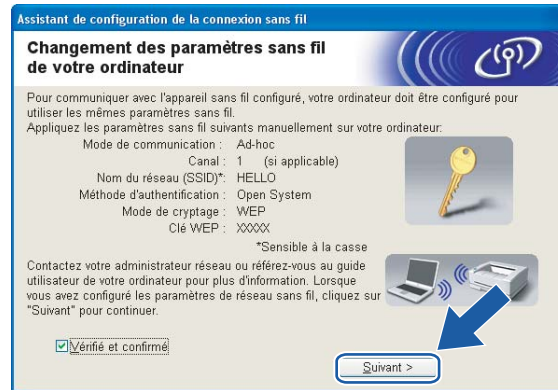 Assistant de configuration de la connexion sans fil
Changement des paramètres sans fil
de votre ordinateur
Pour communiquer avec l'appareil sans fil configuré, votre ordinateur doit être configuré pour
utiliser les mêmes paramètres sans fil.
Appliquez les paramètres sans fil suivants manuellement sur votre ordinateur:
Mode de communication : Ad-hoc
Canal : 1 (si applicable)
Nom du réseau (SSID)*: HELLO
Méthode d'authentification : Open System
Mode de cryptage : WEP
Clé WEP : XXXXX
*Sensible à la casse
Contactez votre administrateur réseau ou référez-vous au guide
utilisateur de votre ordinateur pour plus d'information. Lorsque
vous avez configuré les paramètres de réseau sans fil, cliquez sur
"Suivant" pour continuer.
Vérifié et confirmé
Suivant >